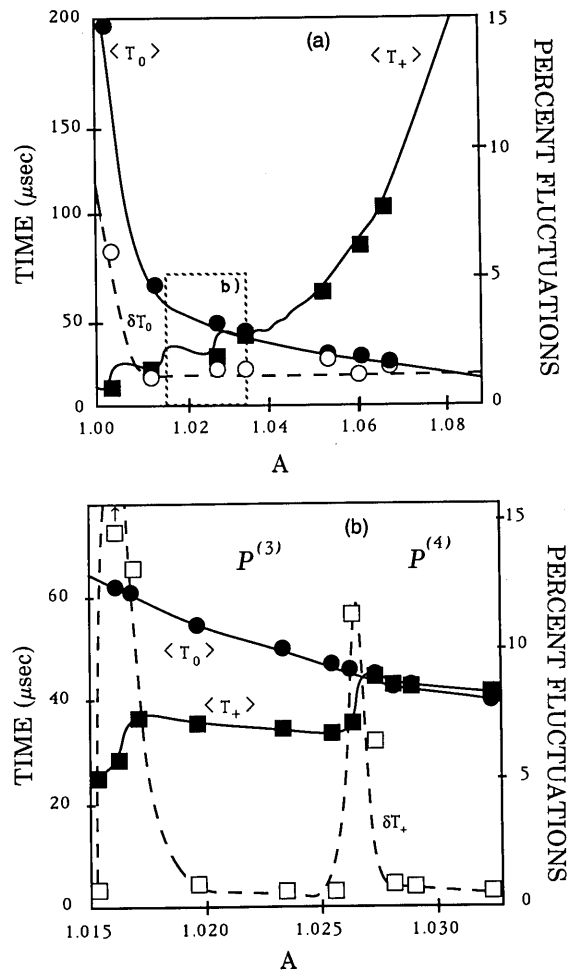 200
150
100
50
0
TIME (μsec)
(a)
<T₀>
<T₊>
δT₀
b)
15
10
5
0
PERCENT FLUCTUATIONS
1.00 1.02 1.04 1.06 1.08
A
60
40
20
0
TIME (μsec)
(b)
P⁽³⁾
P⁽⁴⁾
<T₀>
<T₊>
δT₊
15
10
5
0
PERCENT FLUCTUATIONS
1.015 1.020 1.025 1.030
A